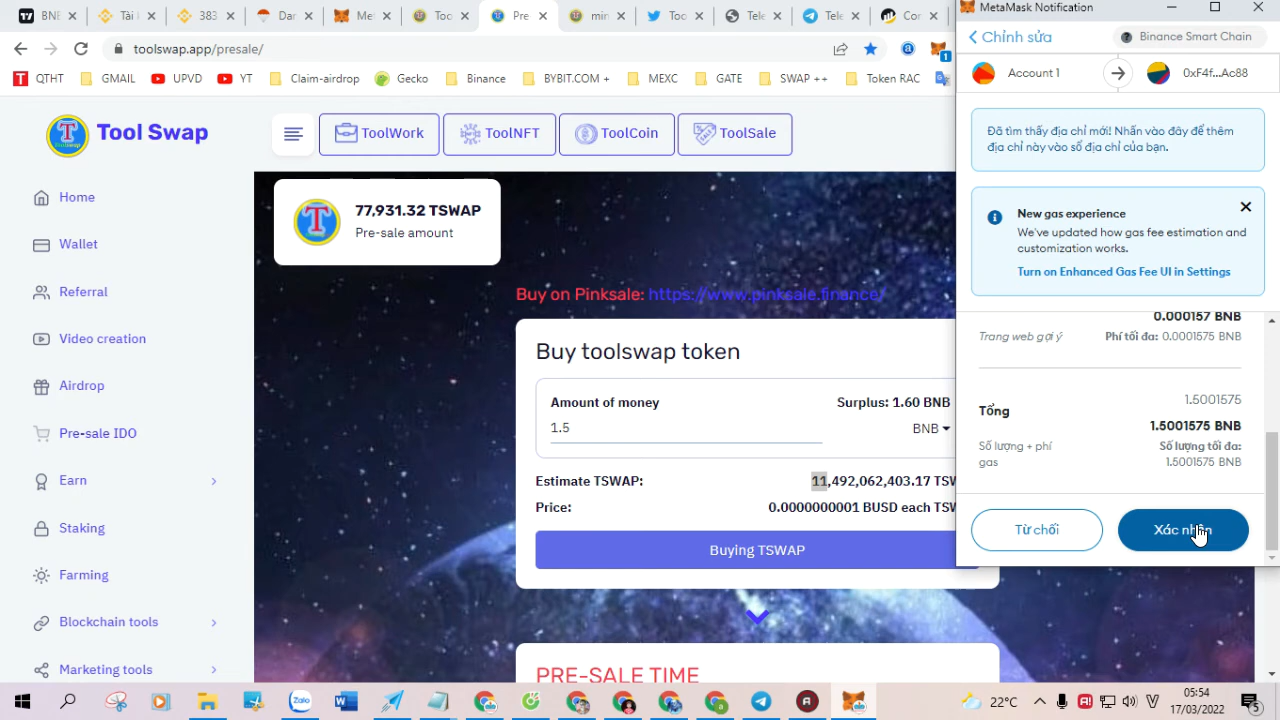 BNE
Tài k
383
Dar
Me
Too
Pre
min
Too
Tele
Tele
Cor
MetaMask Notification
toolswap.app/presale/
1
QTHT
GMAIL
UPVD
YT
Claim-airdrop
Gecko
Binance
BYBIT.COM +
MEXC
GATE
SWAP ++
Token RAC
Chỉnh sửa
Binance Smart Chain
Account 1
0xF4f...Ac88
Đã tìm thấy địa chỉ mới! Nhấn vào đây để thêm
địa chỉ này vào sổ địa chỉ của bạn.
New gas experience
We've updated how gas fee estimation and
customization works.
Turn on Enhanced Gas Fee UI in Settings
0.000157 BNB
Trang web gợi ý
Phí tối đa: 0.0001575 BNB
1.5001575
Tổng
1.5001575 BNB
Số lượng + phí
gas
Số lượng tối đa:
1.5001575 BNB
Từ chối
Xác nhận
Tool Swap
ToolWork
ToolNFT
ToolCoin
ToolSale
Home
Wallet
Referral
Video creation
Airdrop
Pre-sale IDO
Earn
Staking
Farming
Blockchain tools
Marketing tools
77,931.32 TSWAP
Pre-sale amount
Buy on Pinksale: https://www.pinksale.finance/
Buy toolswap token
Amount of money
Surplus: 1.60 BNB
1.5
BNB
Estimate TSWAP:
11,492,062,403.17 TSW
Price:
0.0000000001 BUSD each TSW
Buying TSWAP
PRE-SALE TIME
Zalo
22°C
V
05:54
17/03/2022
5